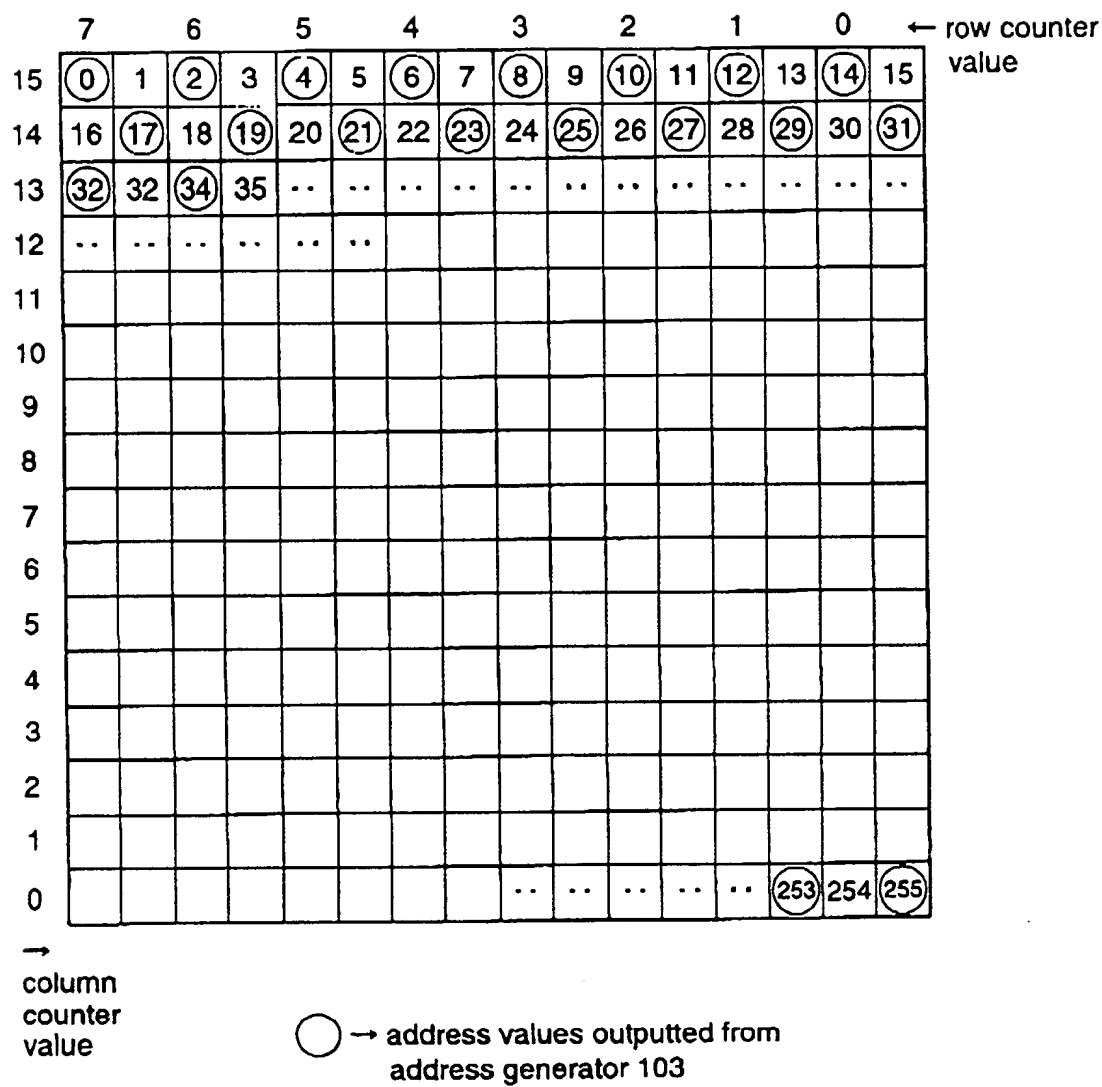 7 6 5 4 3 2 1 0 ← row counter
value
15 0 1 2 3 4 5 6 7 8 9 10 11 12 13 14 15
14 16 17 18 19 20 21 22 23 24 25 26 27 28 29 30 31
13 32 32 34 35 .. .. .. .. .. .. .. .. .. .. .. ..
12 .. .. .. .. .. ..
11
10
9
8
7
6
5
4
3
2
1
0 .. .. .. .. .. 253 254 255
→
column
counter
value
→ address values outputted from
address generator 103